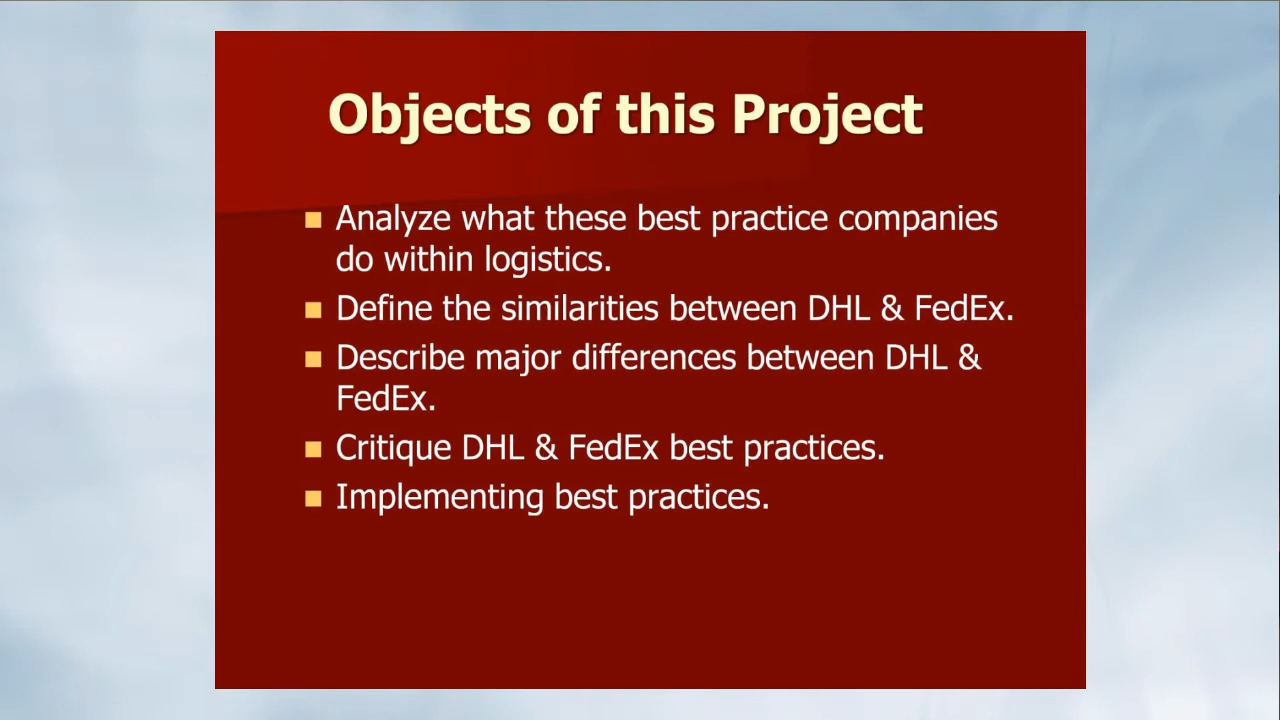 Objects of this Project
Analyze what these best practice companies
do within logistics.
Define the similarities between DHL & FedEx.
Describe major differences between DHL &
FedEx.
Critique DHL & FedEx best practices.
Implementing best practices.